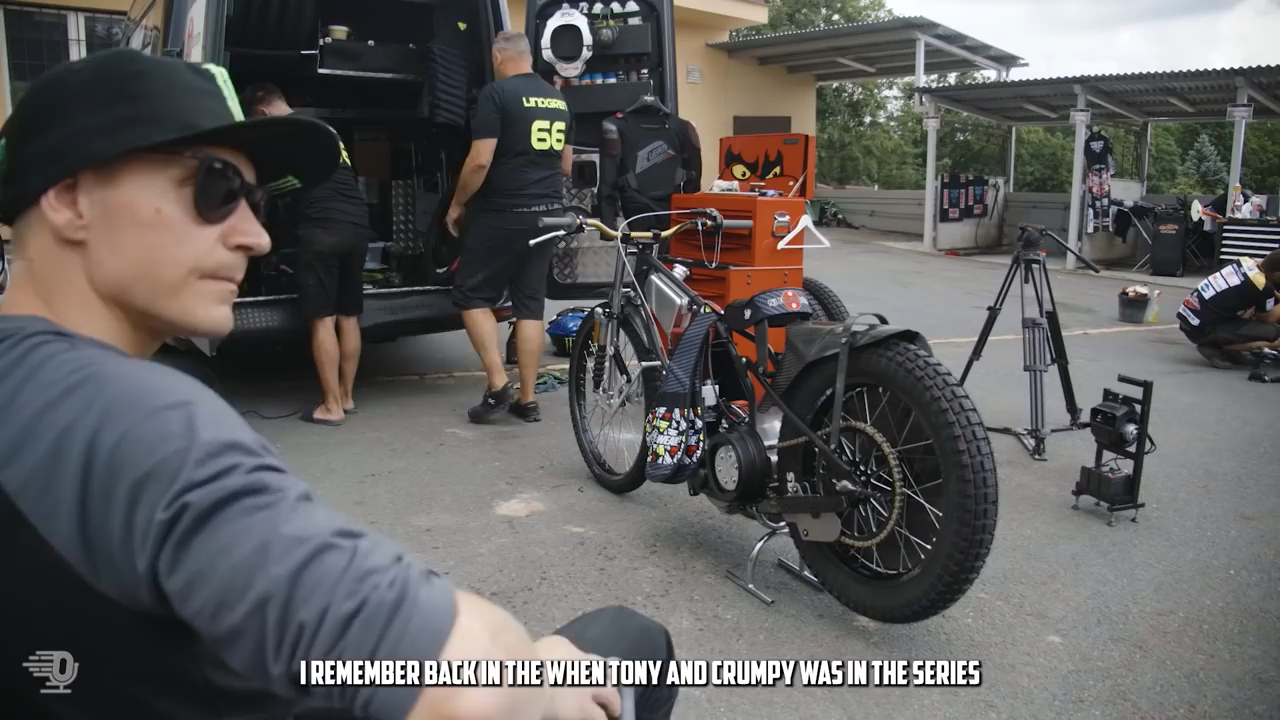 LINDGREN
66
I REMEMBER BACK IN THE WHEN TONY AND CRUMPY WAS IN THE SERIES